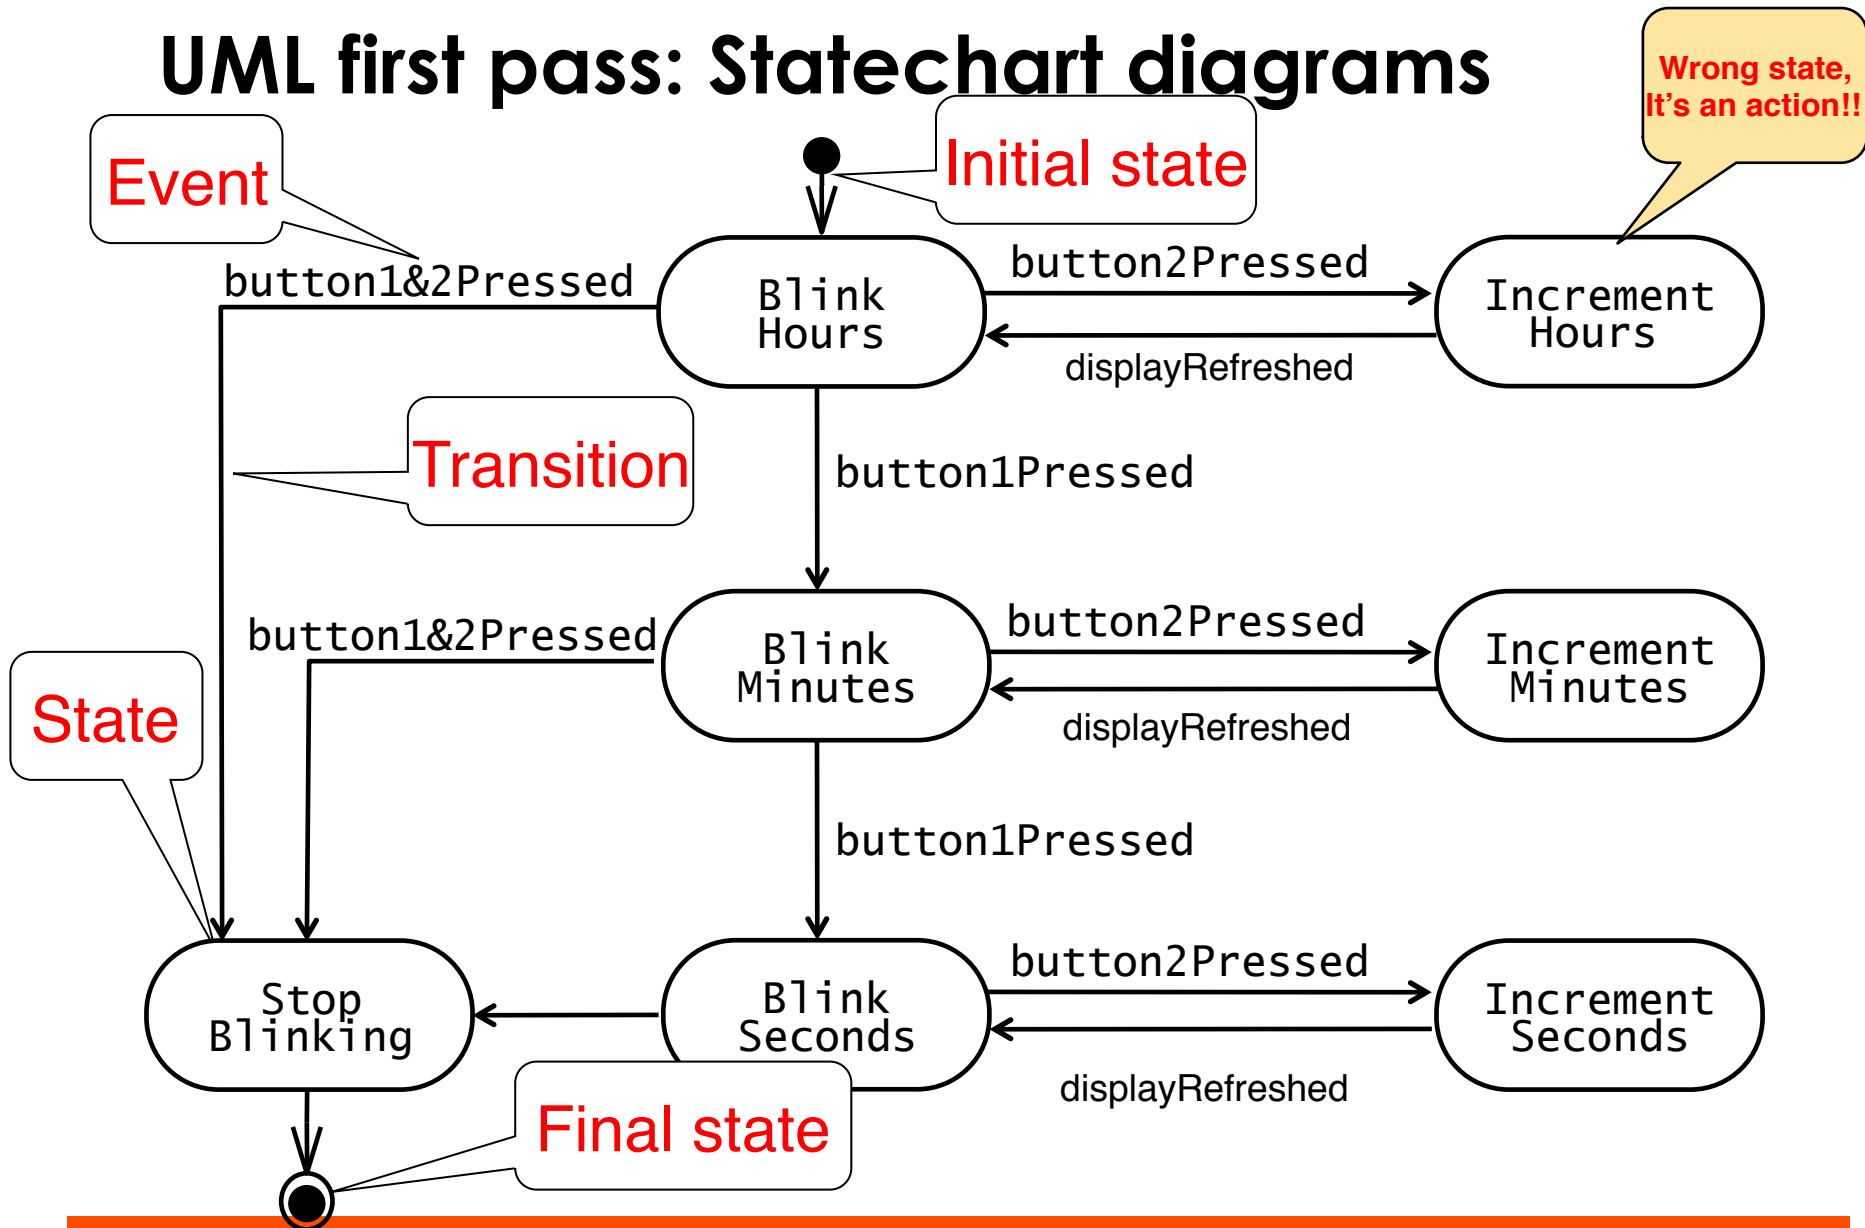 UML first pass: Statechart diagrams
Wrong state,
It's an action!!
Event
Initial state
button1&2Pressed
Blink
Hours
button2Pressed
displayRefreshed
Increment
Hours
Transition
button1Pressed
button1&2Pressed
Blink
Minutes
button2Pressed
displayRefreshed
Increment
Minutes
State
button1Pressed
Stop
Blinking
Blink
Seconds
button2Pressed
displayRefreshed
Increment
Seconds
Final state